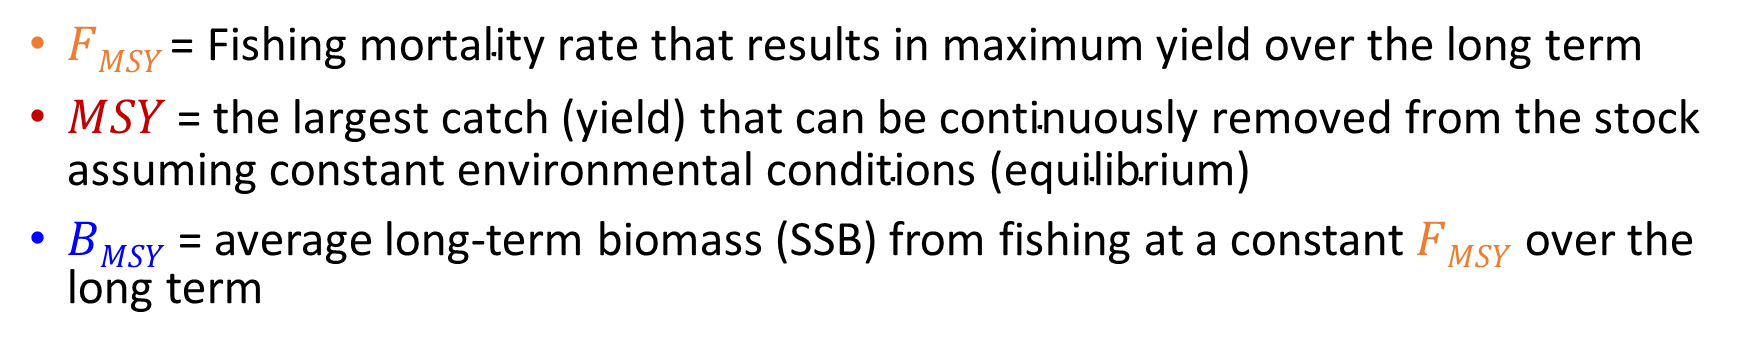 • F_MSY = Fishing mortality rate that results in maximum yield over the long term
• MSY = the largest catch (yield) that can be continuously removed from the stock
assuming constant environmental conditions (equilibrium)
• B_MSY = average long-term biomass (SSB) from fishing at a constant F_MSY over the
long term